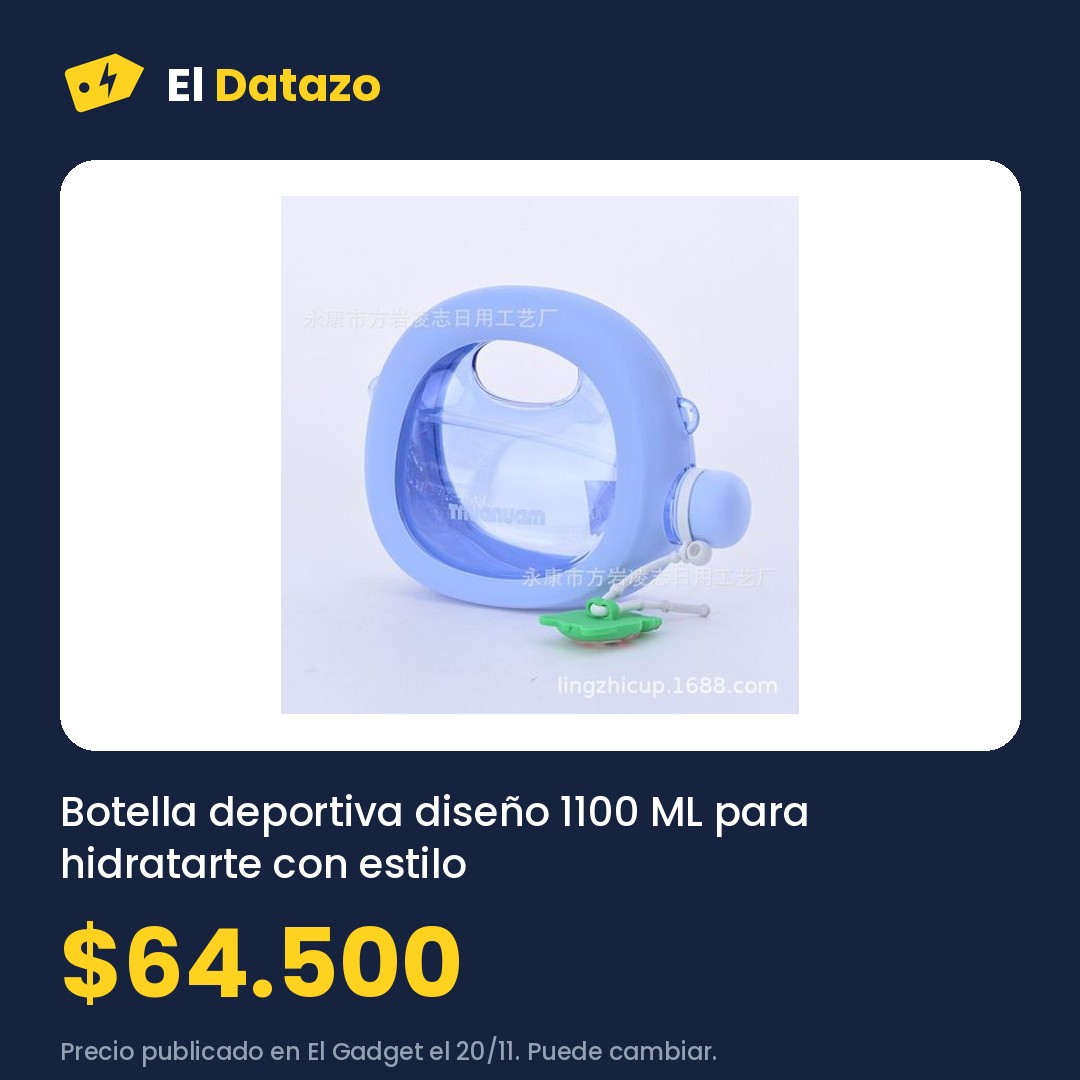 El Datazo
永康市方岩凌志日用工艺厂
永康市方岩凌志日用工艺厂
lingzhicup.1688.com
Botella deportiva diseño 1100 ML para
hidratarte con estilo
$64.500
Precio publicado en El Gadget el 20/11. Puede cambiar.